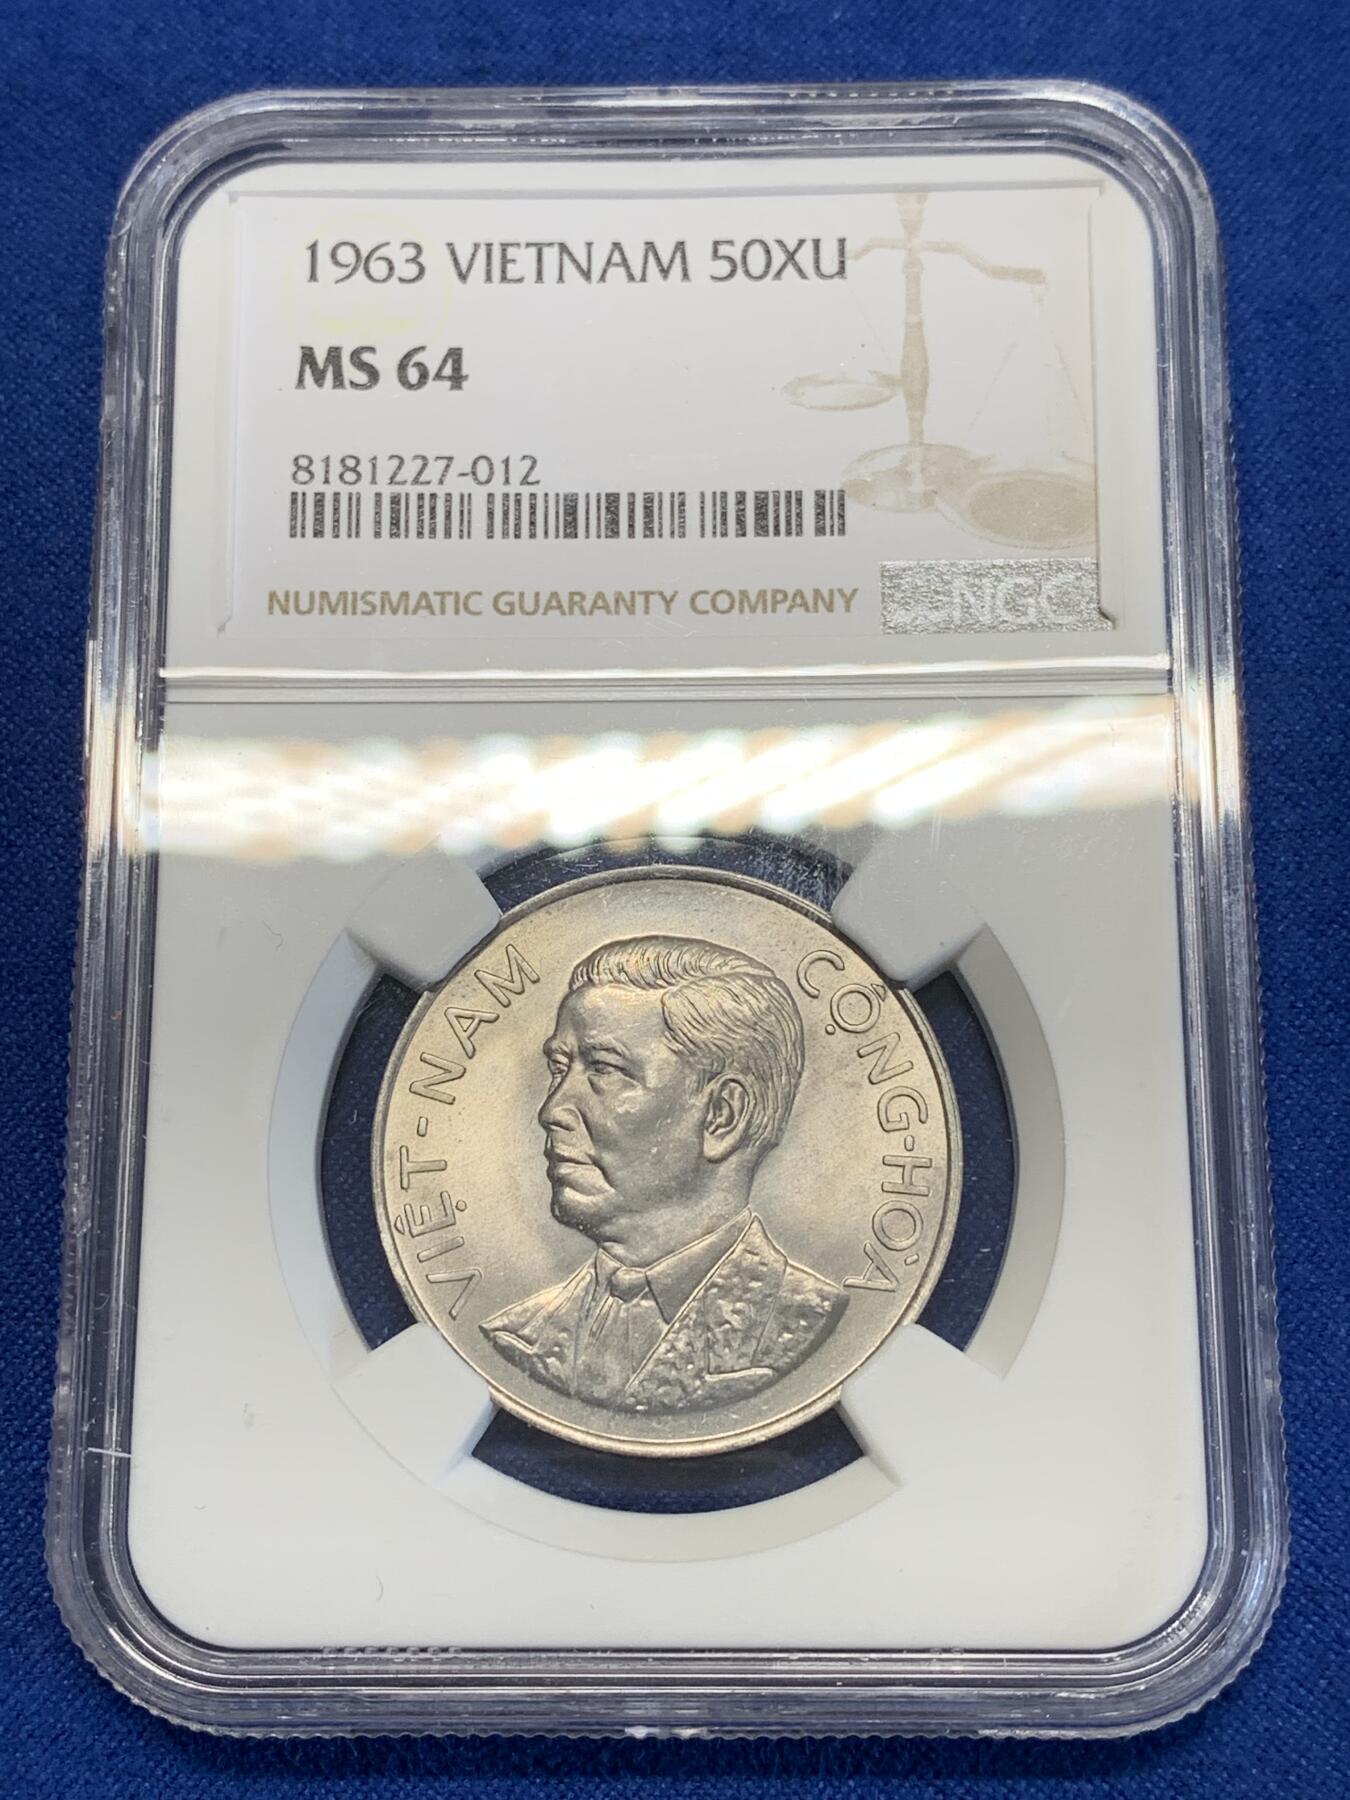 1963 VIETNAM 50XU
MS 64
8181227-012
NUMISMATIC GUARANTY COMPANY
NGC
VIỆT-NAM
CỘNG-HÒA